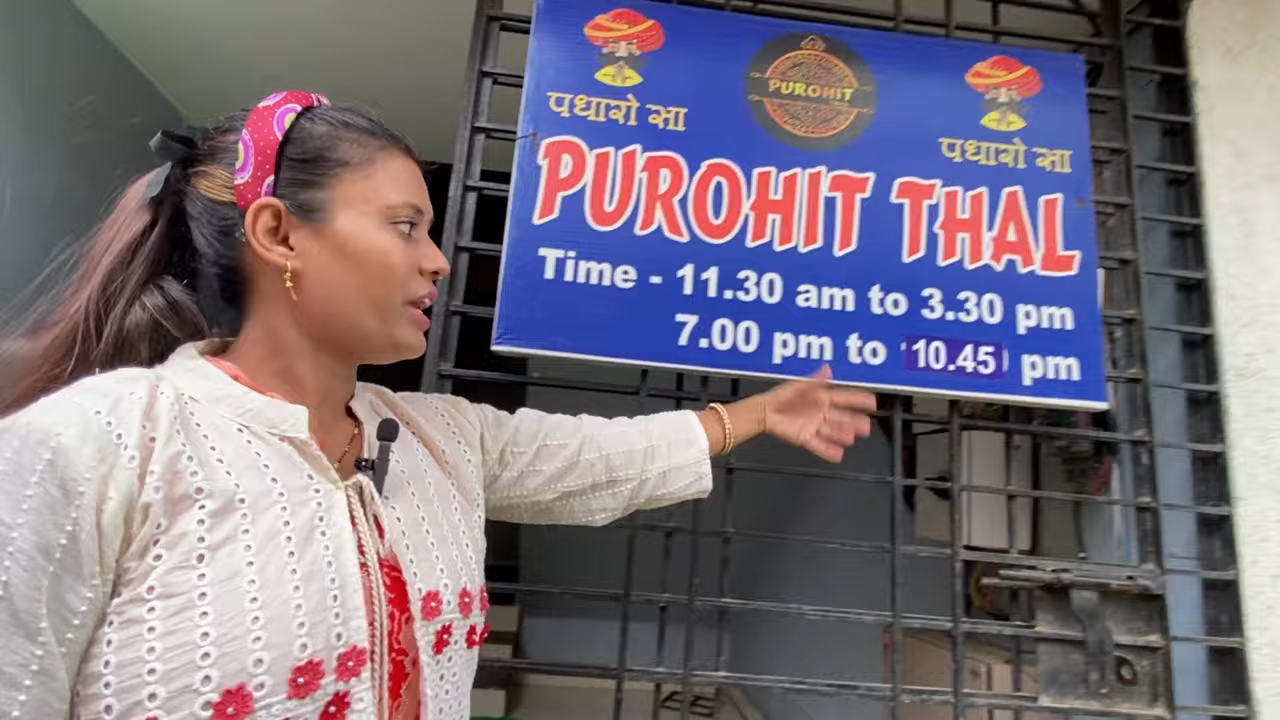 PUROHIT
पधारो सा
पधारो सा
PUROHIT THAL
Time - 11.30 am to 3.30 pm
7.00 pm to 10.45 pm